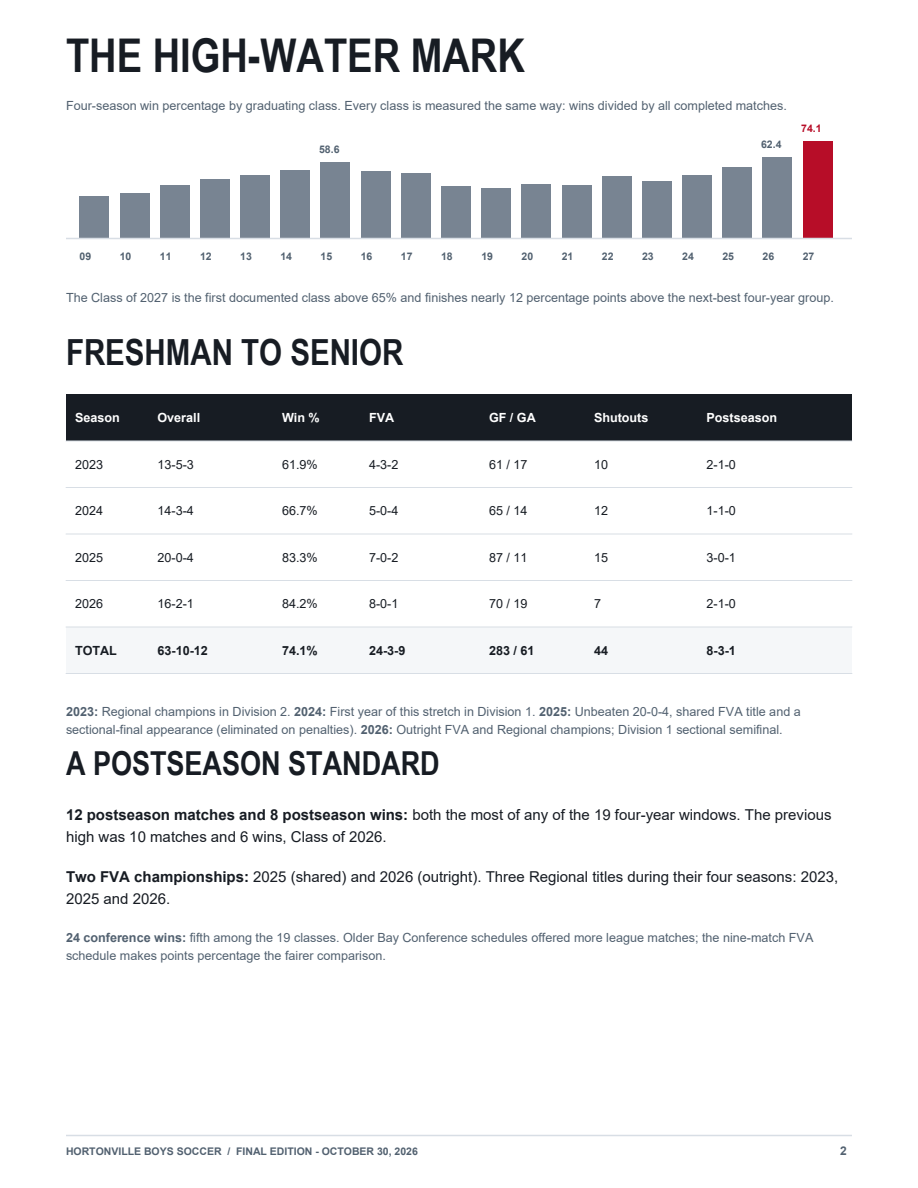 THE HIGH-WATER MARK
Four-season win percentage by graduating class. Every class is measured the same way: wins divided by all completed matches.
74.1
58.6
62.4
09 10 11 12 13 14 15 16 17 18 19 20 21 22 23 24 25 26 27
The Class of 2027 is the first documented class above 65% and finishes nearly 12 percentage points above the next-best four-year group.
FRESHMAN TO SENIOR
Season Overall Win % FVA GF / GA Shutouts Postseason
2023 13-5-3 61.9% 4-3-2 61 / 17 10 2-1-0
2024 14-3-4 66.7% 5-0-4 65 / 14 12 1-1-0
2025 20-0-4 83.3% 7-0-2 87 / 11 15 3-0-1
2026 16-2-1 84.2% 8-0-1 70 / 19 7 2-1-0
TOTAL 63-10-12 74.1% 24-3-9 283 / 61 44 8-3-1
2023: Regional champions in Division 2. 2024: First year of this stretch in Division 1. 2025: Unbeaten 20-0-4, shared FVA title and a
sectional-final appearance (eliminated on penalties). 2026: Outright FVA and Regional champions; Division 1 sectional semifinal.
A POSTSEASON STANDARD
12 postseason matches and 8 postseason wins: both the most of any of the 19 four-year windows. The previous
high was 10 matches and 6 wins, Class of 2026.
Two FVA championships: 2025 (shared) and 2026 (outright). Three Regional titles during their four seasons: 2023,
2025 and 2026.
24 conference wins: fifth among the 19 classes. Older Bay Conference schedules offered more league matches; the nine-match FVA
schedule makes points percentage the fairer comparison.
HORTONVILLE BOYS SOCCER / FINAL EDITION - OCTOBER 30, 2026 2